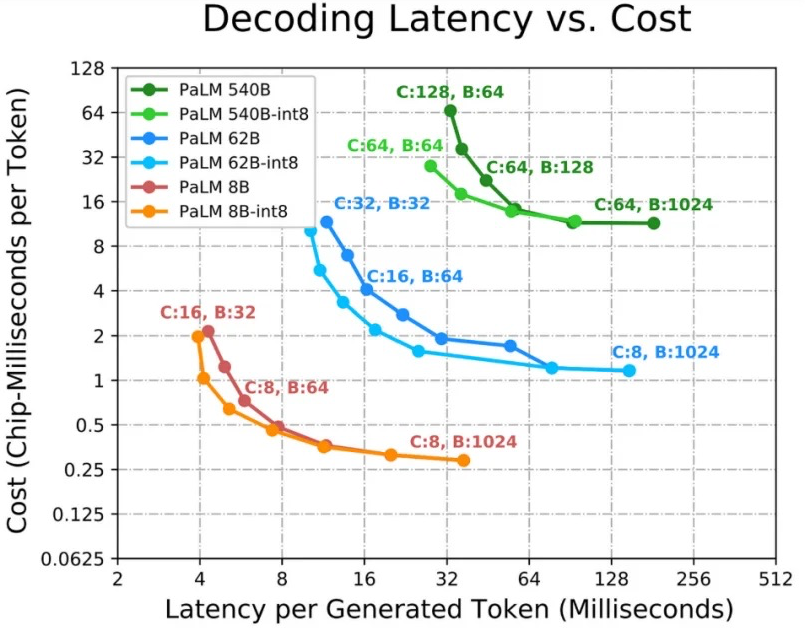 Decoding Latency vs. Cost
Cost (Chip-Milliseconds per Token)
128
64
32
16
8
4
2
1
0.5
0.25
0.125
0.0625
PaLM 540B
PaLM 540B-int8
PaLM 62B
PaLM 62B-int8
PaLM 8B
PaLM 8B-int8
C:128, B:64
C:64, B:64
C:64, B:128
C:64, B:1024
C:32, B:32
C:16, B:64
C:8, B:1024
C:16, B:32
C:8, B:64
C:8, B:1024
2 4 8 16 32 64 128 256 512
Latency per Generated Token (Milliseconds)